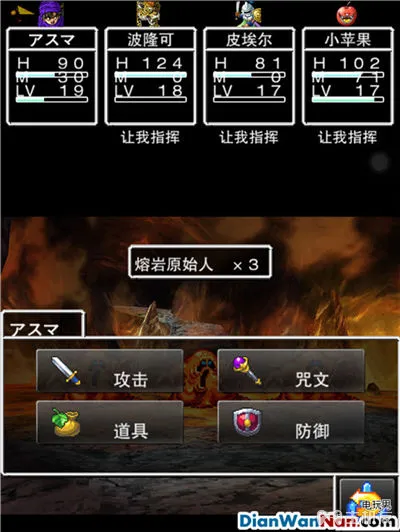 アスマ 波隆可 皮埃尔 小苹果
H 90 H 124 H 81 H 102
M 30 M 0 M 0 M 71
LV 19 LV 18 LV 17 LV 17
让我指挥 让我指挥 让我指挥
熔岩原始人 ×3
アスマ
攻击 咒文
道具 防御
电玩男
DianWanNan.com